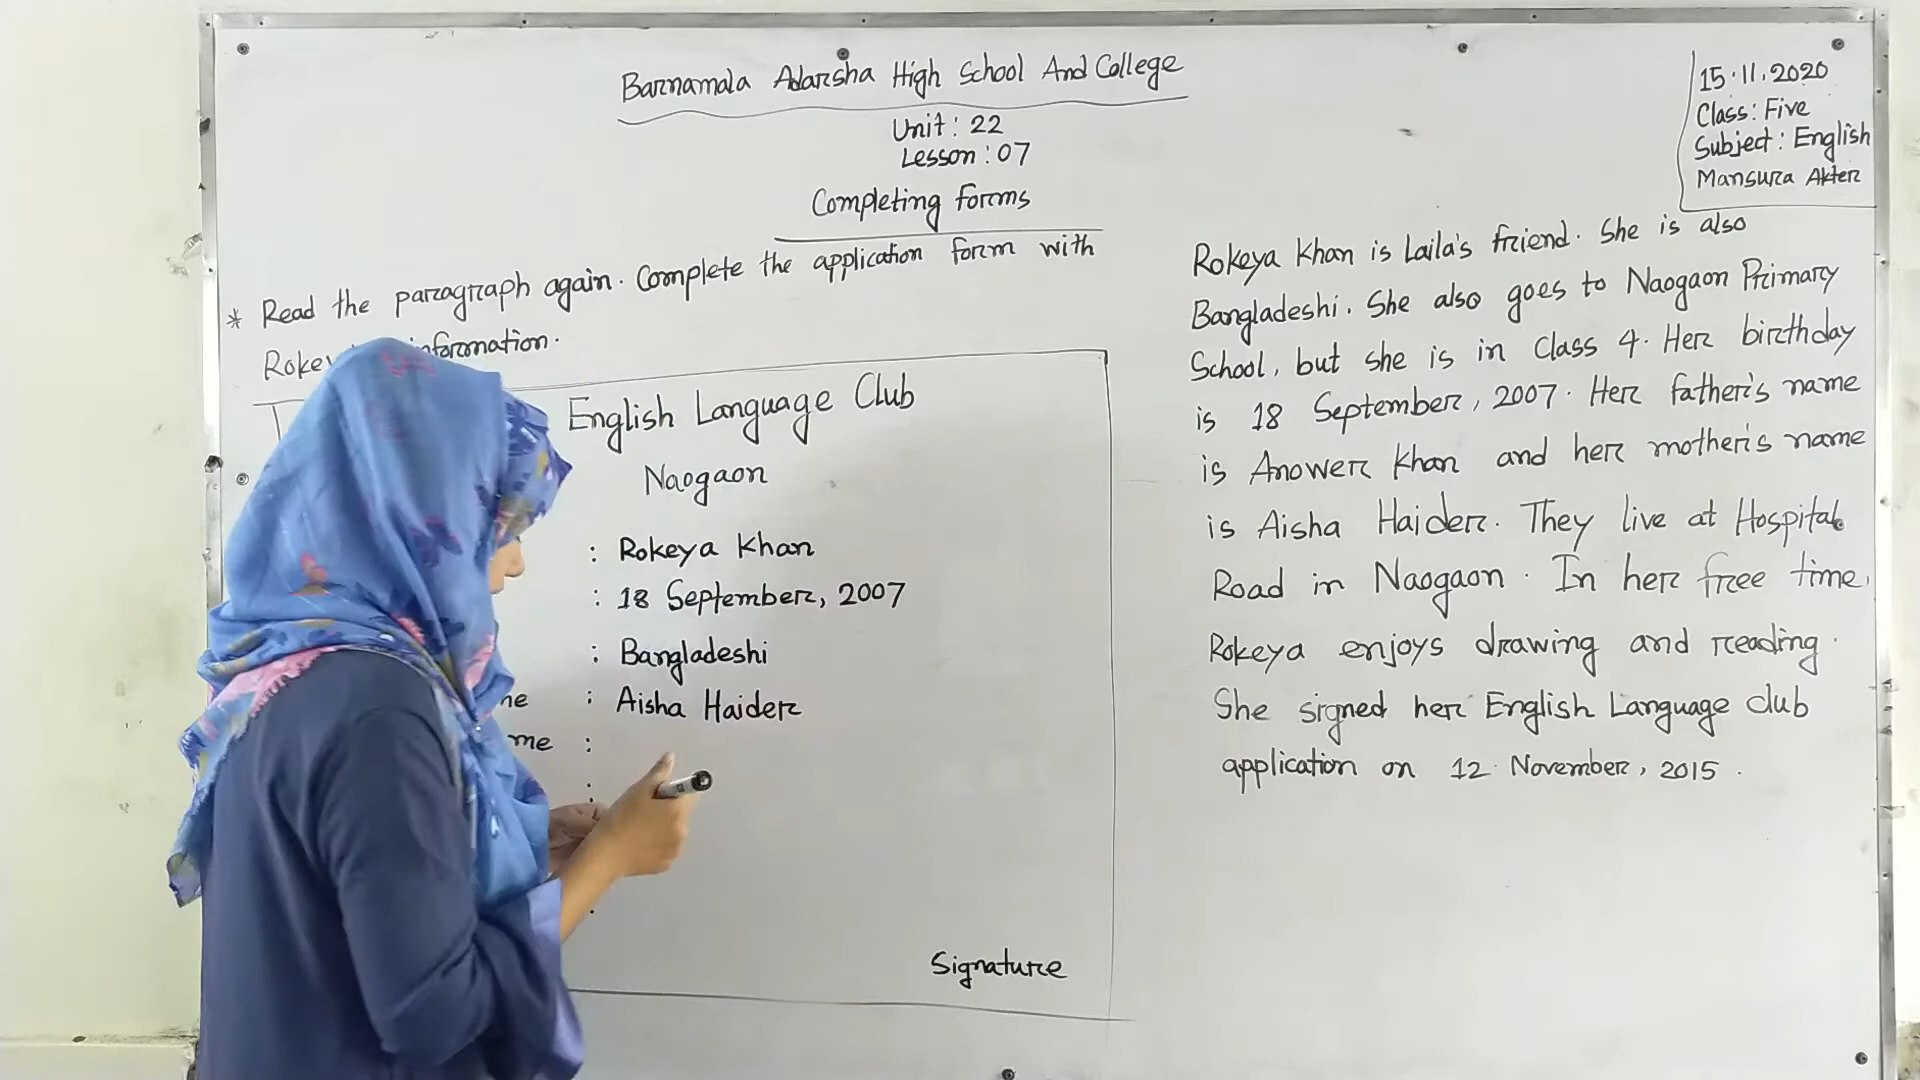 Barnamala Adarsha High School And College
Unit: 22
Lesson: 07
Completing forms
15.11.2020
Class: Five
Subject: English
Mansura Akter
* Read the paragraph again. Complete the application form with
information.
English Language Club
Naogaon
: Rokeya Khan
: 18 September, 2007
: Bangladeshi
: Aisha Haider
:
Signature
Rokeya Khan is Laila's friend. She is also
Bangladeshi. She also goes to Naogaon Primary
School, but she is in class 4. Her birthday
is 18 September, 2007. Her father's name
is Anower Khan and her mother's name
is Aisha Haider. They live at Hospital
Road in Naogaon. In her free time,
Rokeya enjoys drawing and reading.
She signed her English Language club
application on 12 November, 2015.